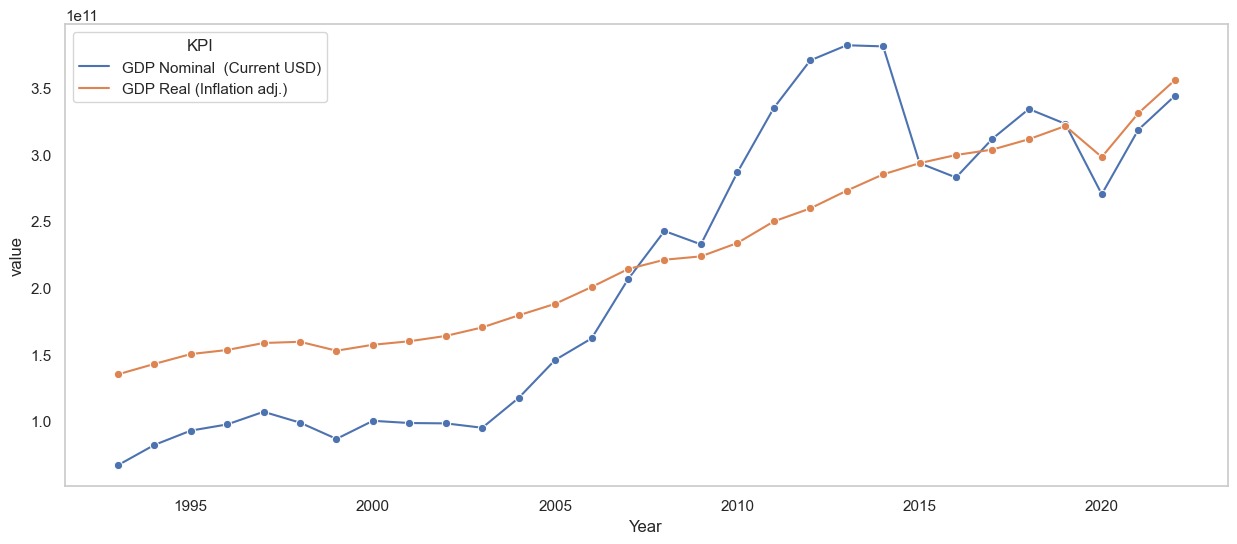 1e11
KPI
GDP Nominal  (Current USD)
GDP Real (Inflation adj.)
3.5
3.0
2.5
2.0
1.5
1.0
value
1995 2000 2005 2010 2015 2020
Year